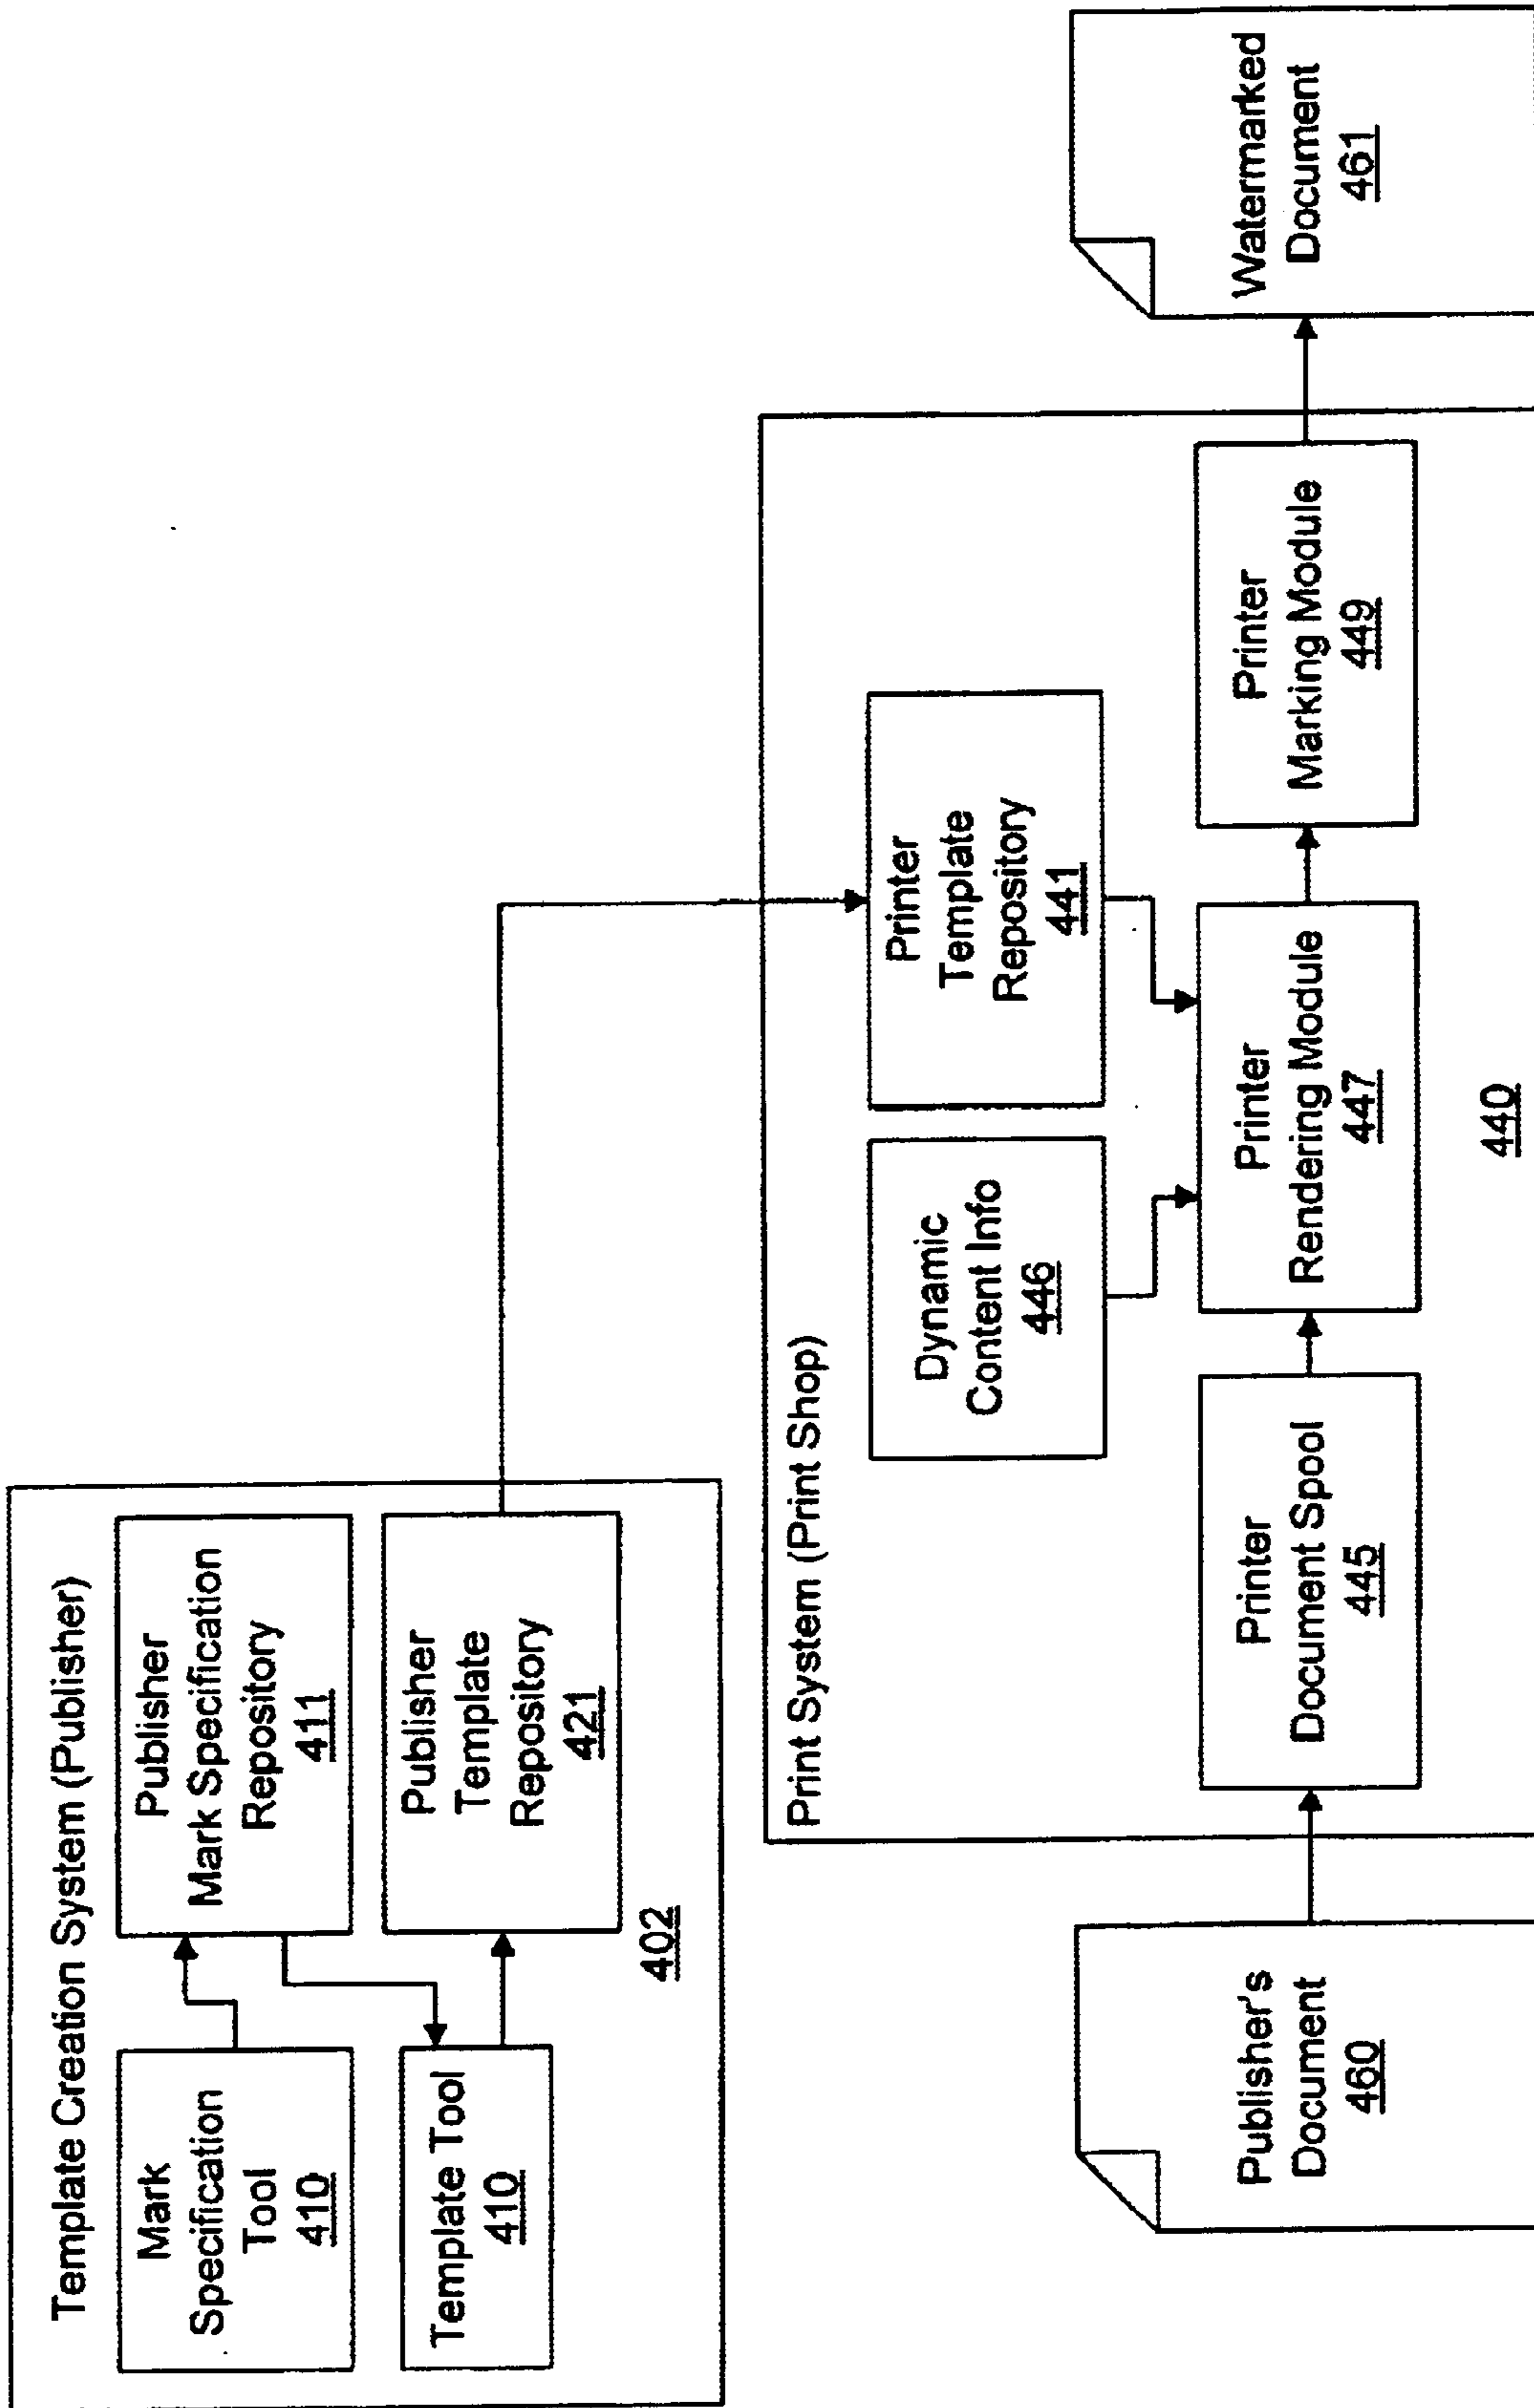 Template Creation System (Publisher)
Mark
Specification
Tool
410
Publisher
Mark Specification
Repository
411
Template Tool
410
Publisher
Template
Repository
421
402
Print System (Print Shop)
Dynamic
Content Info
446
Printer
Template
Repository
441
Publisher's
Document
460
Printer
Document Spool
445
Printer
Rendering Module
447
Printer
Marking Module
449
Watermarked
Document
461
440